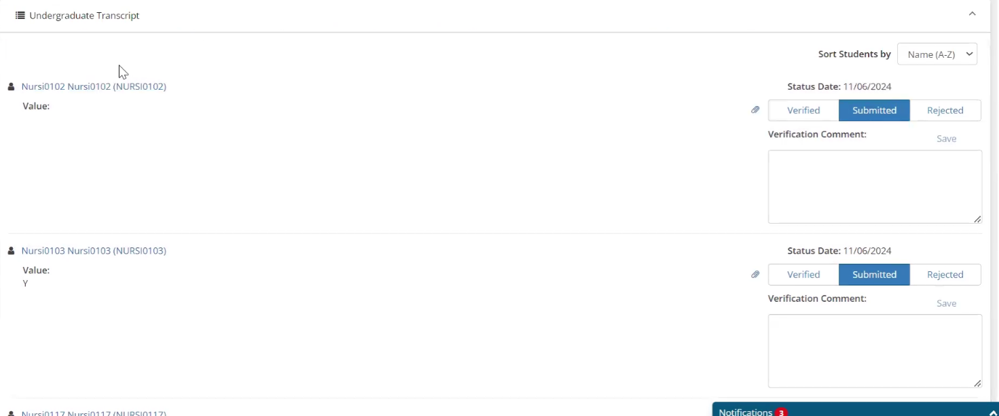 Undergraduate Transcript
Sort Students by Name (A-Z)
Nursi0102 Nursi0102 (NURSI0102) Status Date: 11/06/2024
Value: Verified Submitted Rejected
Verification Comment: Save
Nursi0103 Nursi0103 (NURSI0103) Status Date: 11/06/2024
Value: Verified Submitted Rejected
Y
Verification Comment: Save
Nursi0117 Nursi0117 (NURSI0117) Notifications 3